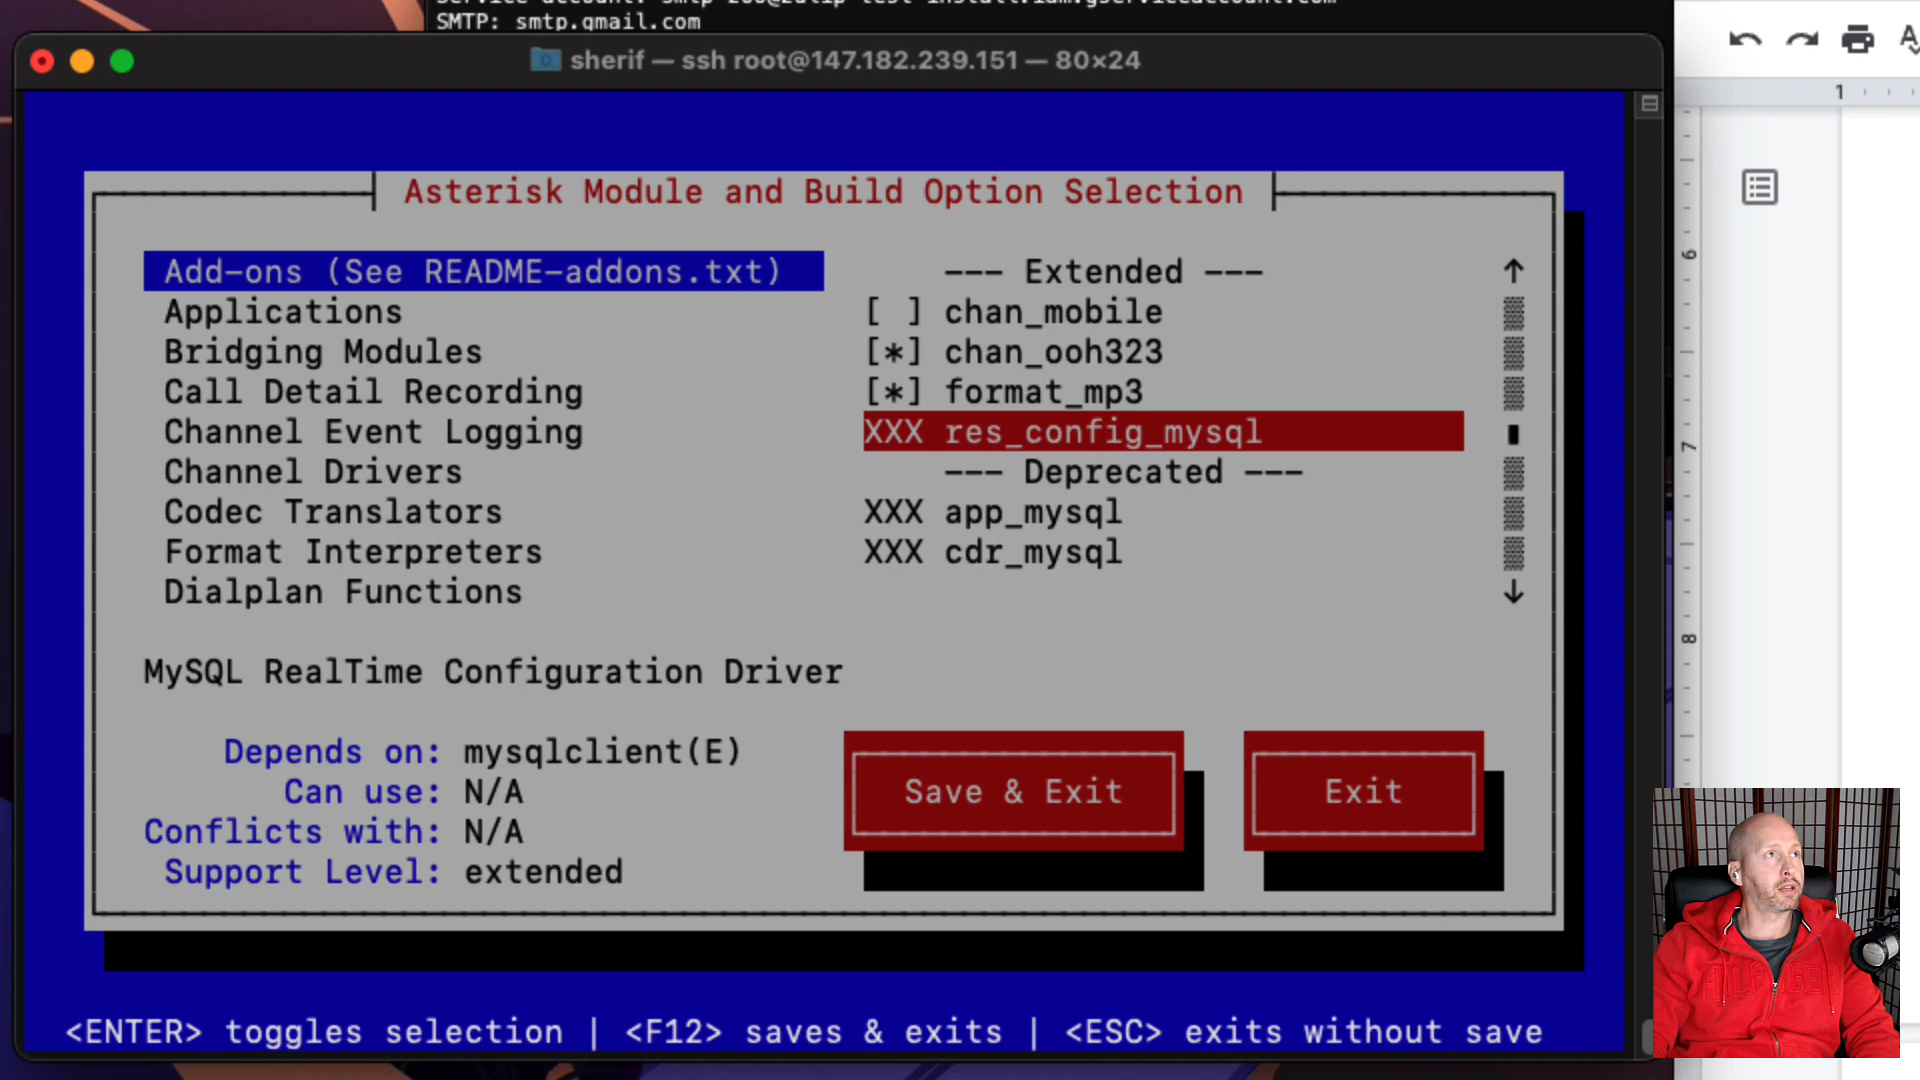 SMTP: smtp.gmail.com
sherif — ssh root@147.182.239.151 — 80×24
1
Asterisk Module and Build Option Selection
Add-ons (See README-addons.txt)
Applications
Bridging Modules
Call Detail Recording
Channel Event Logging
Channel Drivers
Codec Translators
Format Interpreters
Dialplan Functions
--- Extended ---
[ ] chan_mobile
[*] chan_ooh323
[*] format_mp3
XXX res_config_mysql
--- Deprecated ---
XXX app_mysql
XXX cdr_mysql
6
7
8
MySQL RealTime Configuration Driver
Depends on: mysqlclient(E)
Can use: N/A
Conflicts with: N/A
Support Level: extended
Save & Exit
Exit
<ENTER> toggles selection | <F12> saves & exits | <ESC> exits without save